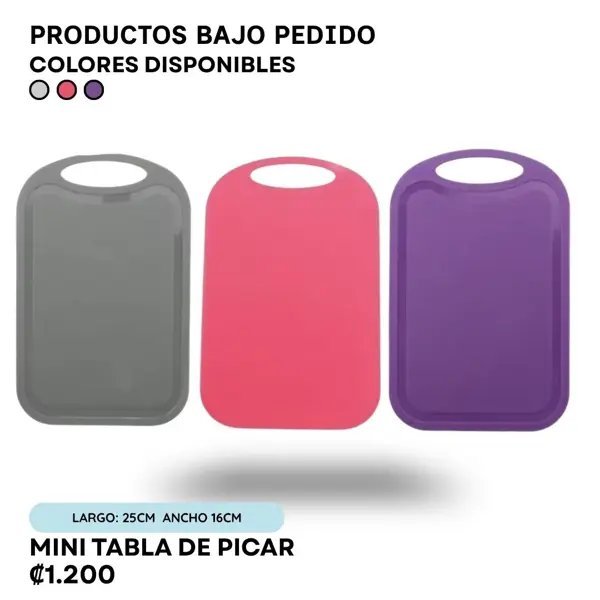 PRODUCTOS BAJO PEDIDO
COLORES DISPONIBLES
LARGO: 25CM ANCHO 16CM
MINI TABLA DE PICAR
₡1.200